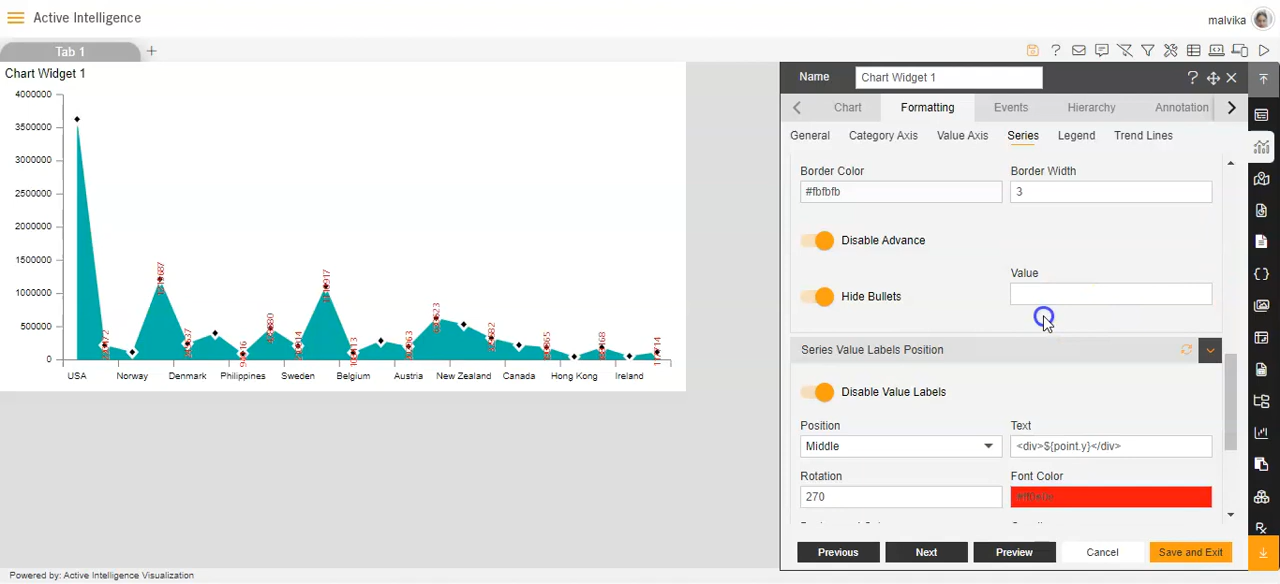 Active Intelligence
malvika
Tab 1
+
Chart Widget 1
4000000
3500000
3000000
2500000
2000000
1500000
1000000
500000
0
USA Norway Denmark Philippines Sweden Belgium Austria New Zealand Canada Hong Kong Ireland
Name Chart Widget 1
Chart Formatting Events Hierarchy Annotation
General Category Axis Value Axis Series Legend Trend Lines
Border Color Border Width
#fbfbfb 3
Disable Advance
Value
Hide Bullets
Series Value Labels Position
Disable Value Labels
Position Text
Middle <div>${point.y}</div>
Rotation Font Color
270
Previous Next Preview Cancel Save and Exit
Powered by: Active Intelligence Visualization